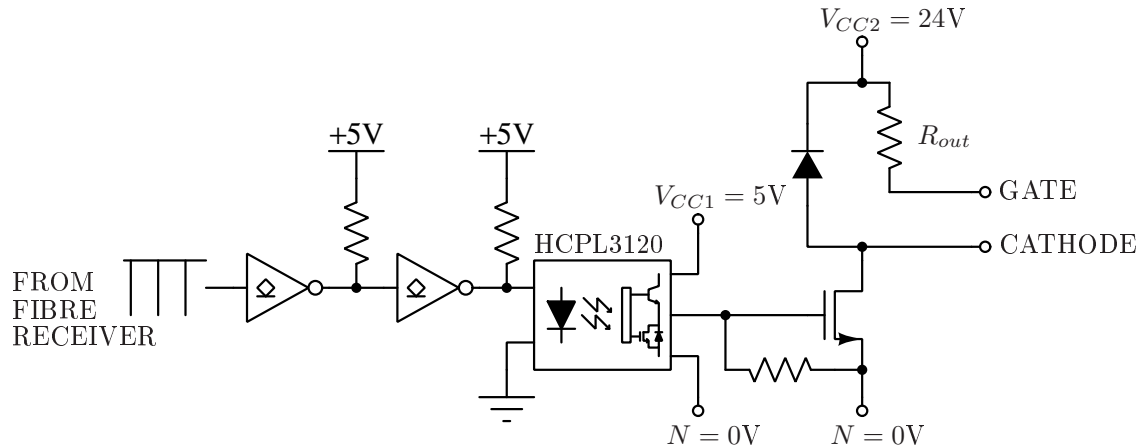 V_{CC2} = 24V
+5V
+5V
R_{out}
V_{CC1} = 5V
GATE
HCPL3120
CATHODE
FROM
FIBRE
RECEIVER
N = 0V
N = 0V